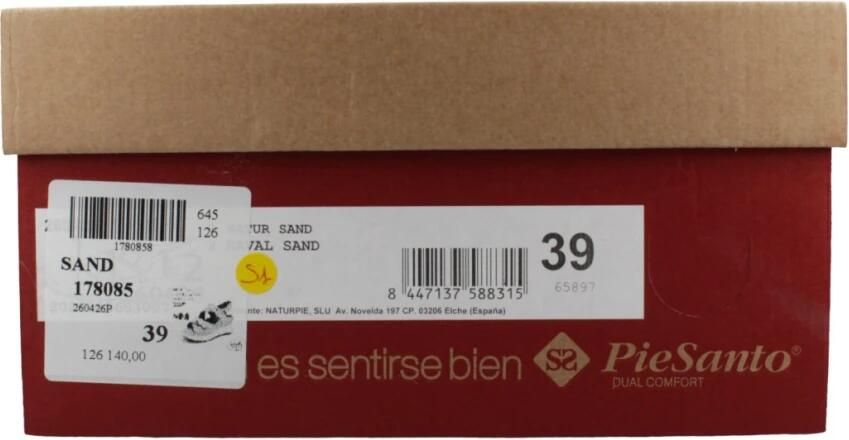 645
126
1780858
SAND
178085
260426P
39
126 140,00
TUR SAND
VAL SAND
S1
8 447137 588315
39
65897
nte: NATURPIE, SLU Av. Novelda 197 CP. 03206 Elche (España)
es sentirse bien
PieSanto®
DUAL COMFORT